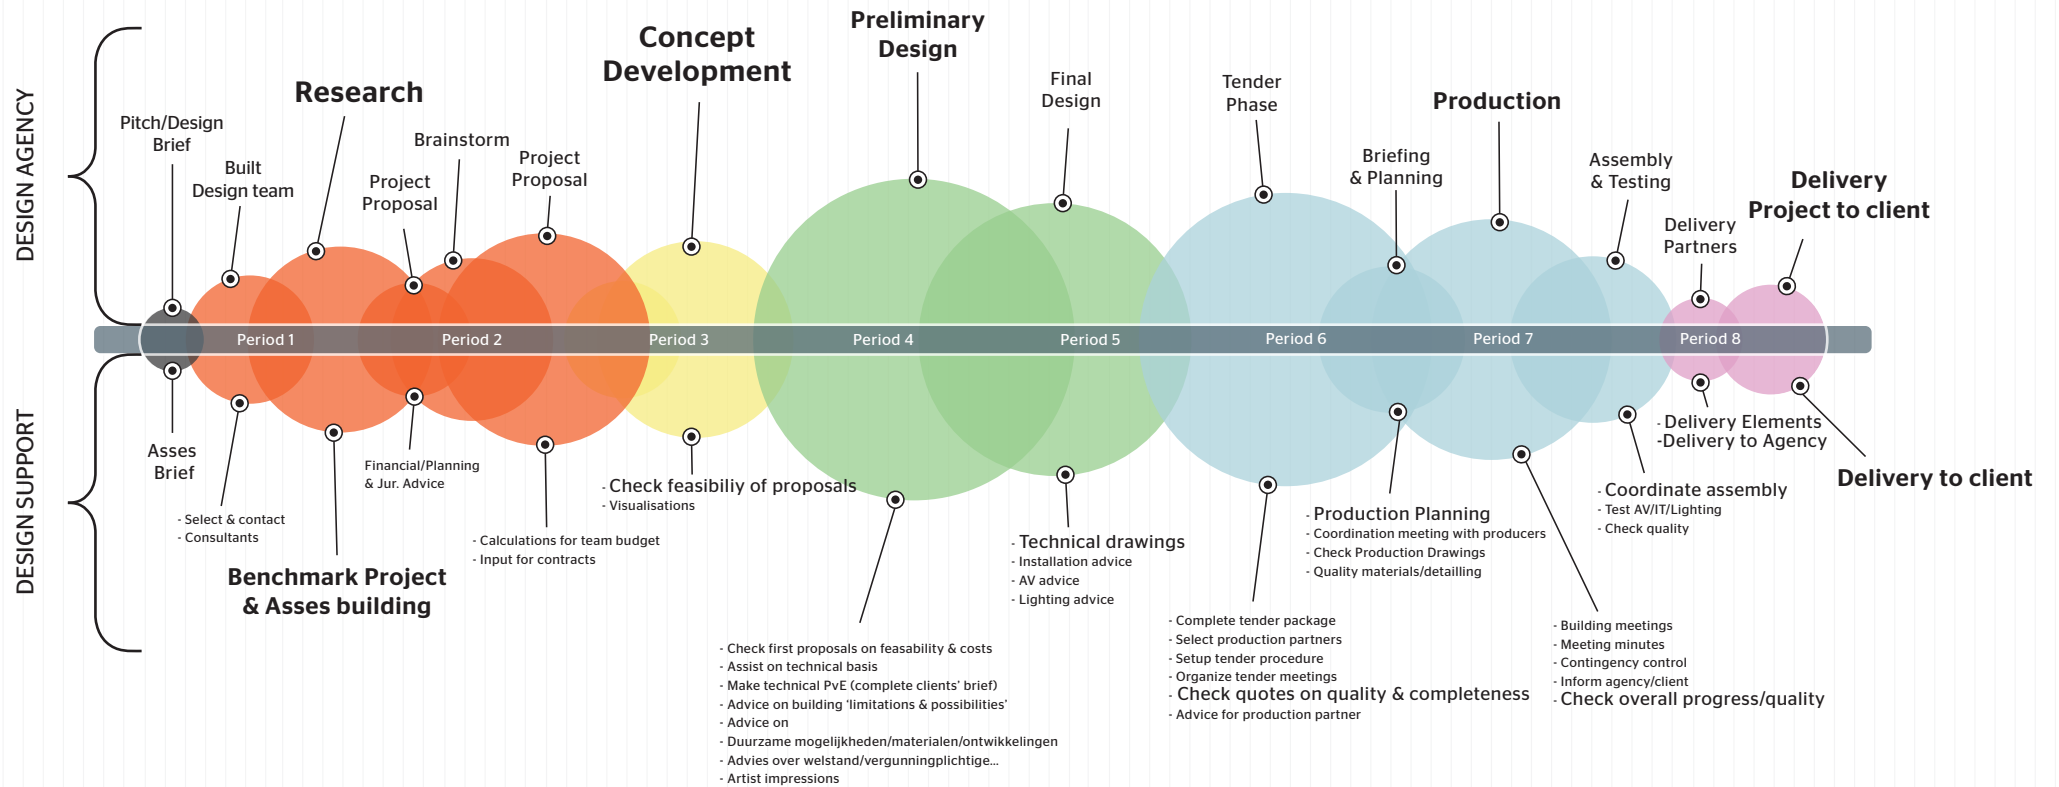 DESIGN AGENCY
Pitch/Design
Brief
Built
Design team
Research
Project
Proposal
Brainstorm
Project
Proposal
Concept
Development
Preliminary
Design
Final
Design
Tender
Phase
Briefing
& Planning
Production
Assembly
& Testing
Delivery
Partners
Delivery
Project to client
Period 1
Period 2
Period 3
Period 4
Period 5
Period 6
Period 7
Period 8
DESIGN SUPPORT
Asses
Brief
- Select & contact
- Consultants
Benchmark Project
& Asses building
Financial/Planning
& Jur. Advice
- Calculations for team budget
- Input for contracts
- Check feasibiliy of proposals
- Visualisations
- Check first proposals on feasability & costs
- Assist on technical basis
- Make technical PvE (complete clients' brief)
- Advice on building ‘limitations & possibilities’
- Advice on
- Duurzame mogelijkheden/materialen/ontwikkelingen
- Advies over welstand/vergunningplichtige...
- Artist impressions
- Technical drawings
- Installation advice
- AV advice
- Lighting advice
- Complete tender package
- Select production partners
- Setup tender procedure
- Organize tender meetings
- Check quotes on quality & completeness
- Advice for production partner
- Production Planning
- Coordination meeting with producers
- Check Production Drawings
- Quality materials/detailling
- Building meetings
- Meeting minutes
- Contingency control
- Inform agency/client
- Check overall progress/quality
- Coordinate assembly
- Test AV/IT/Lighting
- Check quality
- Delivery Elements
-Delivery to Agency
Delivery to client